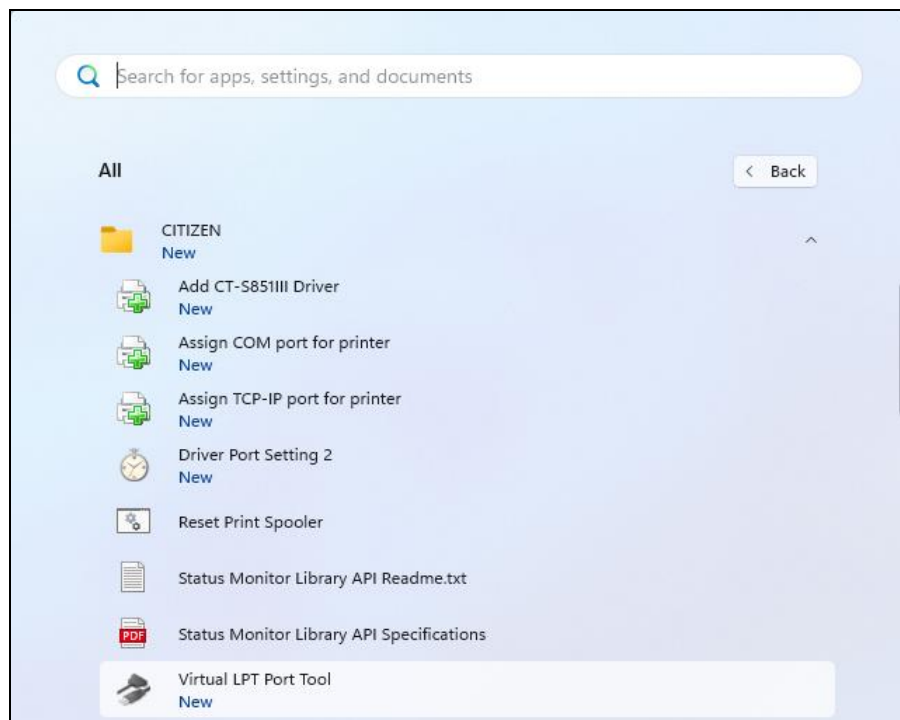 Search for apps, settings, and documents
All
Back
CITIZEN
New
Add CT-S851III Driver
New
Assign COM port for printer
New
Assign TCP-IP port for printer
New
Driver Port Setting 2
New
Reset Print Spooler
Status Monitor Library API Readme.txt
PDF
Status Monitor Library API Specifications
Virtual LPT Port Tool
New